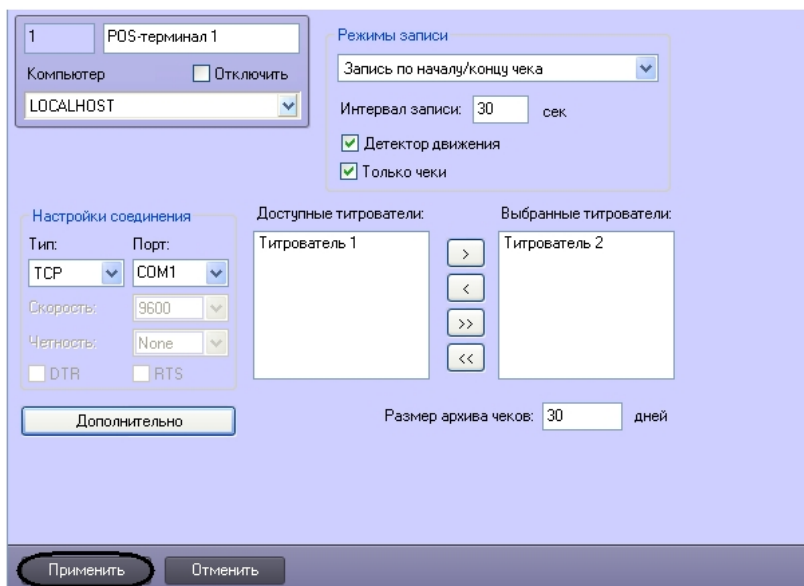 1
POS-терминал 1
Компьютер
Отключить
LOCALHOST
Режимы записи
Запись по началу/концу чека
Интервал записи: 30 сек
Детектор движения
Только чеки
Настройки соединения
Тип: Порт:
TCP COM1
Скорость: 9600
Четность: None
DTR RTS
Дополнительно
Доступные титрователи:
Титрователь 1
>
<
>>
<<
Выбранные титрователи:
Титрователь 2
Размер архива чеков: 30 дней
Применить Отменить